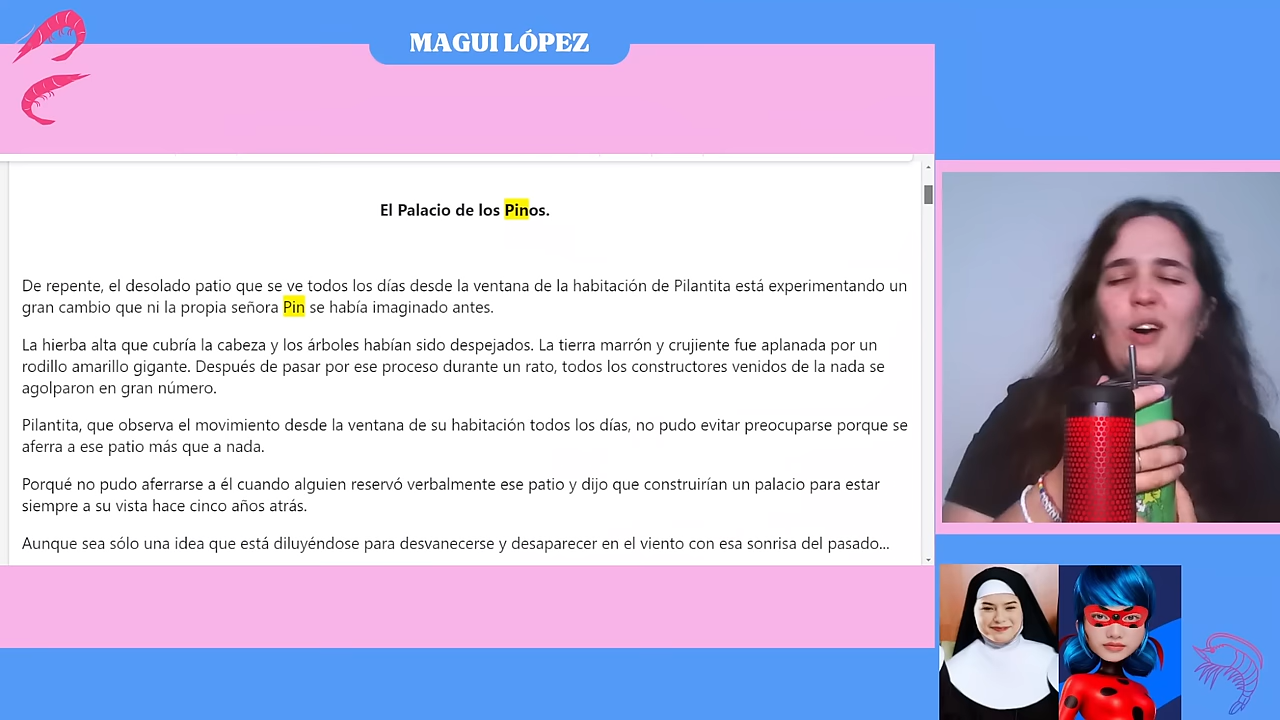 MAGUI LÓPEZ
El Palacio de los Pinos.
De repente, el desolado patio que se ve todos los días desde la ventana de la habitación de Pilantita está experimentando un
gran cambio que ni la propia señora Pin se había imaginado antes.
La hierba alta que cubría la cabeza y los árboles habían sido despejados. La tierra marrón y crujiente fue aplanada por un
rodillo amarillo gigante. Después de pasar por ese proceso durante un rato, todos los constructores venidos de la nada se
agolparon en gran número.
Pilantita, que observa el movimiento desde la ventana de su habitación todos los días, no pudo evitar preocuparse porque se
aferra a ese patio más que a nada.
Porqué no pudo aferrarse a él cuando alguien reservó verbalmente ese patio y dijo que construirían un palacio para estar
siempre a su vista hace cinco años atrás.
Aunque sea sólo una idea que está diluyéndose para desvanecerse y desaparecer en el viento con esa sonrisa del pasado...